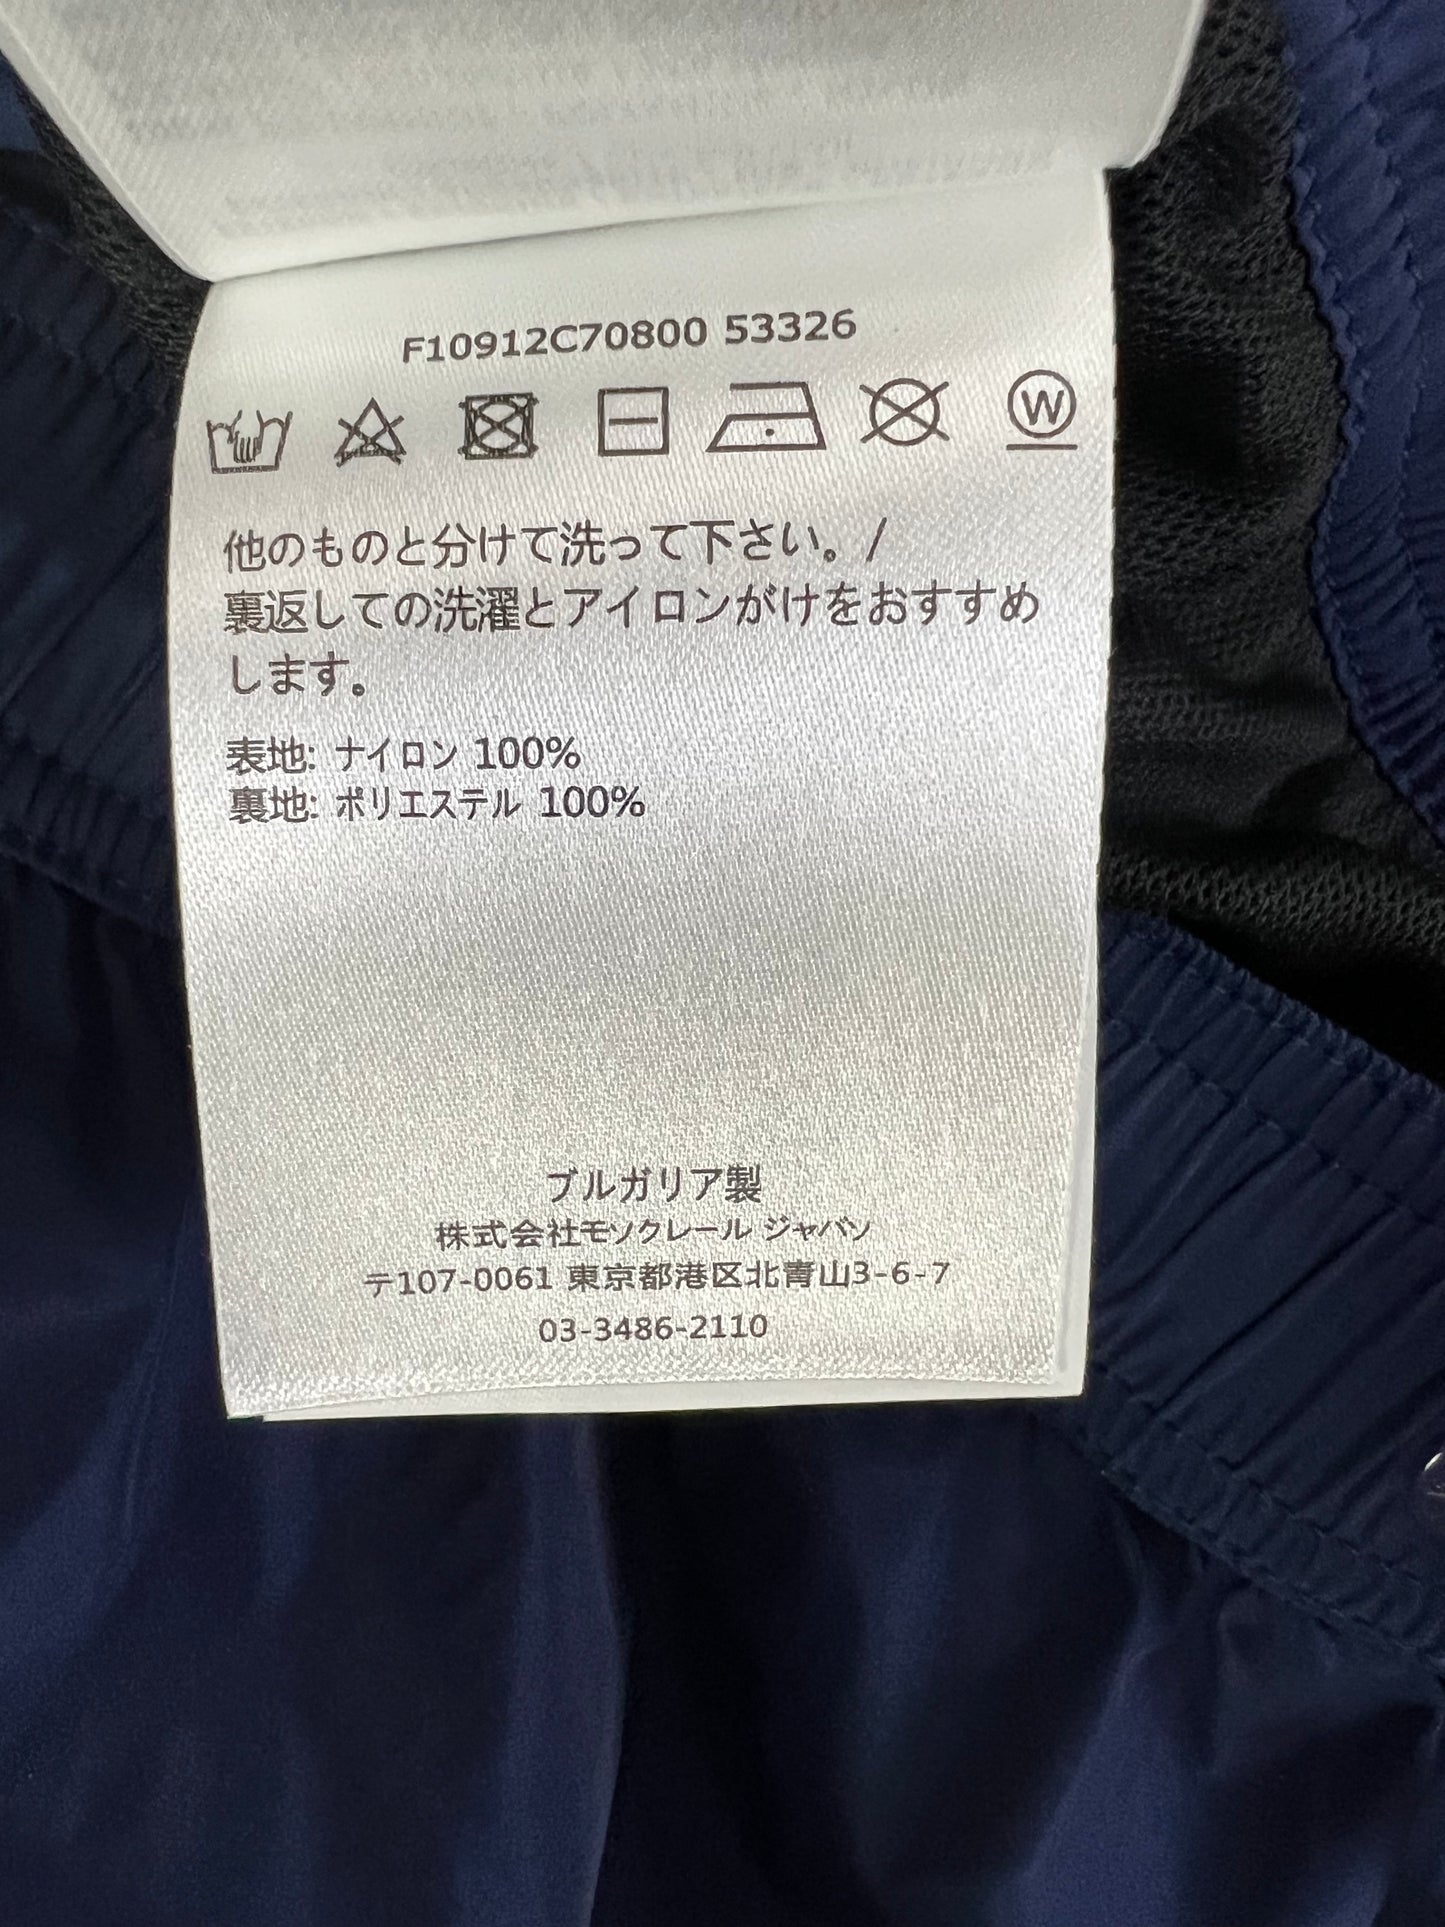 F10912C70800 53326
W
他のものと分けて洗って下さい。/
裏返しての洗濯とアイロンがけをおすすめ
します。
表地: ナイロン 100%
裏地: ポリエステル 100%
ブルガリア製
株式会社モンクレール ジャパン
〒107-0061 東京都港区北青山3-6-7
03-3486-2110